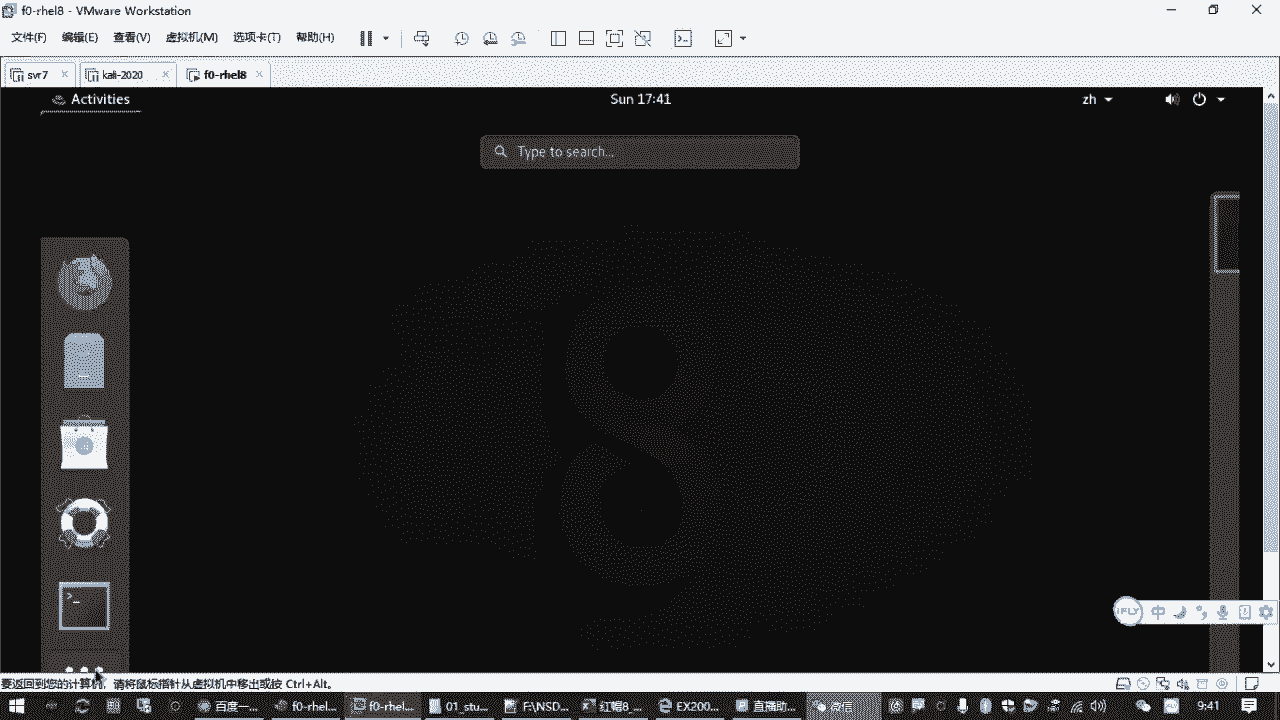 f0-rhel8 - VMware Workstation
文件(F) 编辑(E) 查看(V) 虚拟机(M) 选项卡(T) 帮助(H)
svr7 kali-2020 f0-rhel8
Activities Sun 17:41 zh
Type to search...
>_
iFLY 中
要返回到您的计算机，请将鼠标指针从虚拟机中移出或按 Ctrl+Alt。
百度一... f0-rhel... f0-rhel... 01_stu... F:\NSD... 红帽8_... EX200... 直播助... 微信 9:41